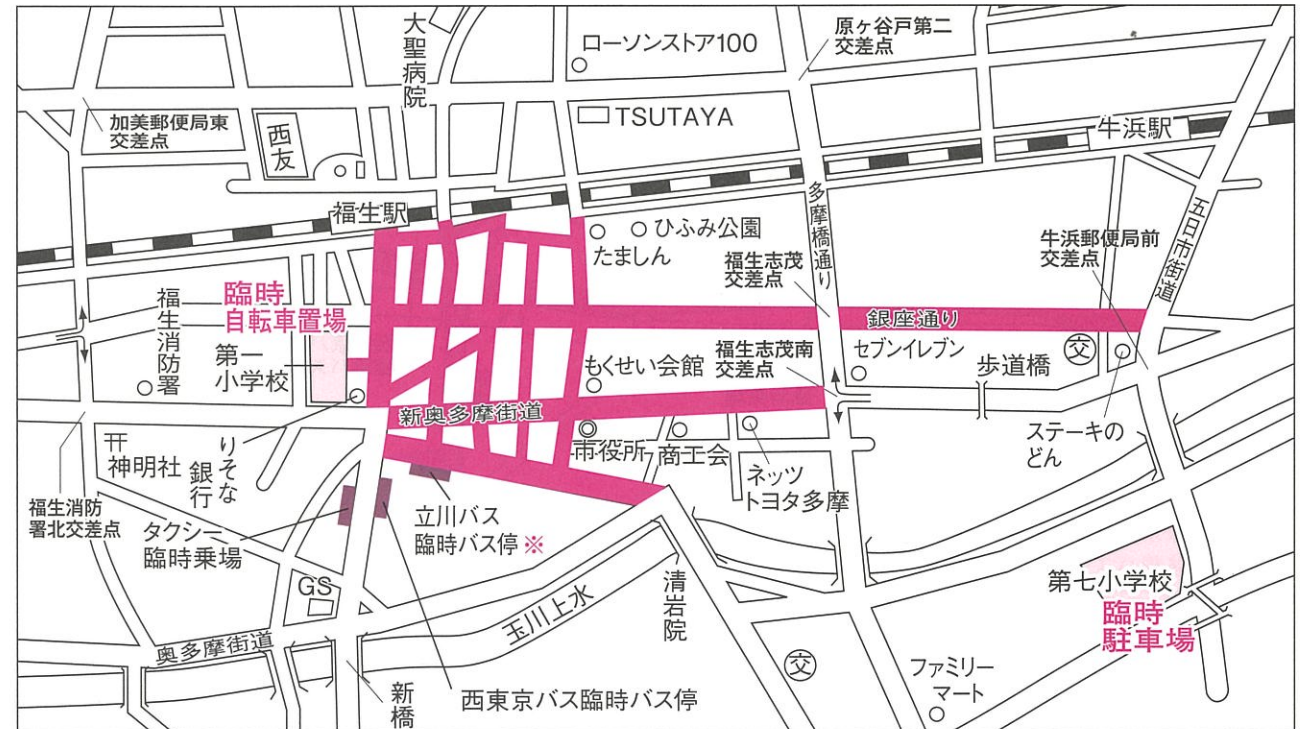 大聖病院
ローソンストア100
原ヶ谷戸第二
交差点
加美郵便局東
交差点
西友
TSUTAYA
牛浜駅
福生駅
多摩橋通り
五日市街道
ひふみ公園
たましん
福生志茂
交差点
牛浜郵便局前
交差点
臨時
自転車置場
福生消防署
第一
小学校
銀座通り
セブンイレブン
交
歩道橋
もくせい会館
福生志茂南
交差点
新奥多摩街道
市役所
商工会
ネッツ
トヨタ多摩
ステーキの
どん
神明社
りそな
銀行
福生消防
署北交差点
タクシー
臨時乗場
立川バス
臨時バス停※
GS
清岩院
玉川上水
奥多摩街道
第七小学校
臨時
駐車場
新橋
西東京バス臨時バス停
交
ファミリー
マート